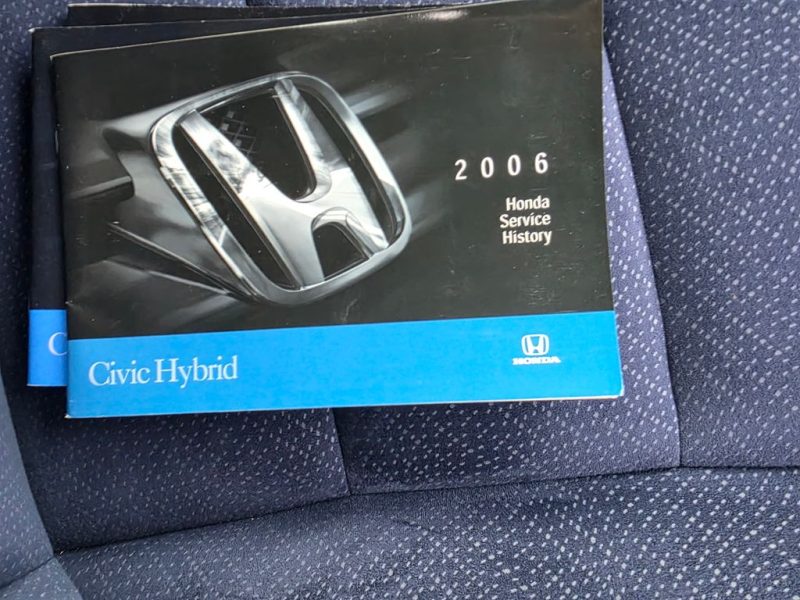 2006
Honda
Service
History
Civic Hybrid
HONDA
C